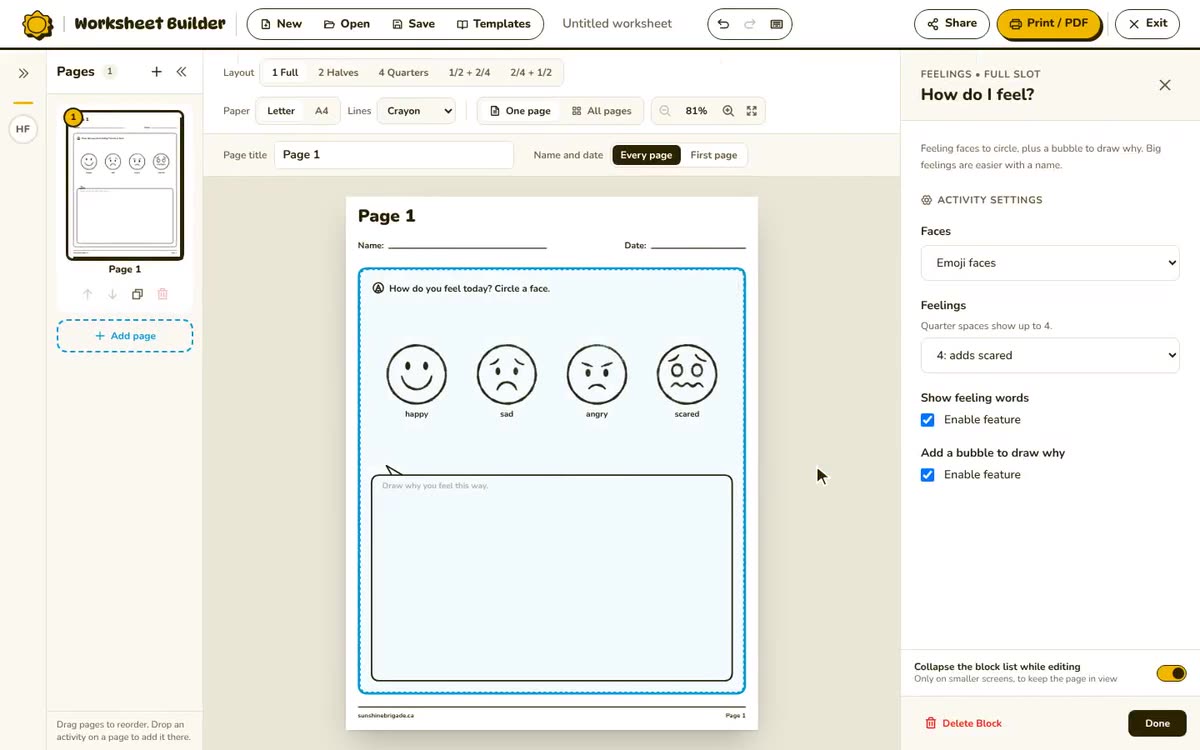 Worksheet Builder
New
Open
Save
Templates
Untitled worksheet
Share
Print / PDF
Exit
HF
Pages 1
1
Page 1
Add page
Drag pages to reorder. Drop an
activity on a page to add it there.
Layout
1 Full
2 Halves
4 Quarters
1/2 + 2/4
2/4 + 1/2
Paper
Letter
A4
Lines
Crayon
One page
All pages
81%
Page title
Page 1
Name and date
Every page
First page
Page 1
Name:
Date:
How do you feel today? Circle a face.
happy
sad
angry
scared
Draw why you feel this way.
sunshinebrigade.ca
Page 1
FEELINGS • FULL SLOT
How do I feel?
Feeling faces to circle, plus a bubble to draw why. Big
feelings are easier with a name.
ACTIVITY SETTINGS
Faces
Emoji faces
Feelings
Quarter spaces show up to 4.
4: adds scared
Show feeling words
Enable feature
Add a bubble to draw why
Enable feature
Collapse the block list while editing
Only on smaller screens, to keep the page in view
Delete Block
Done